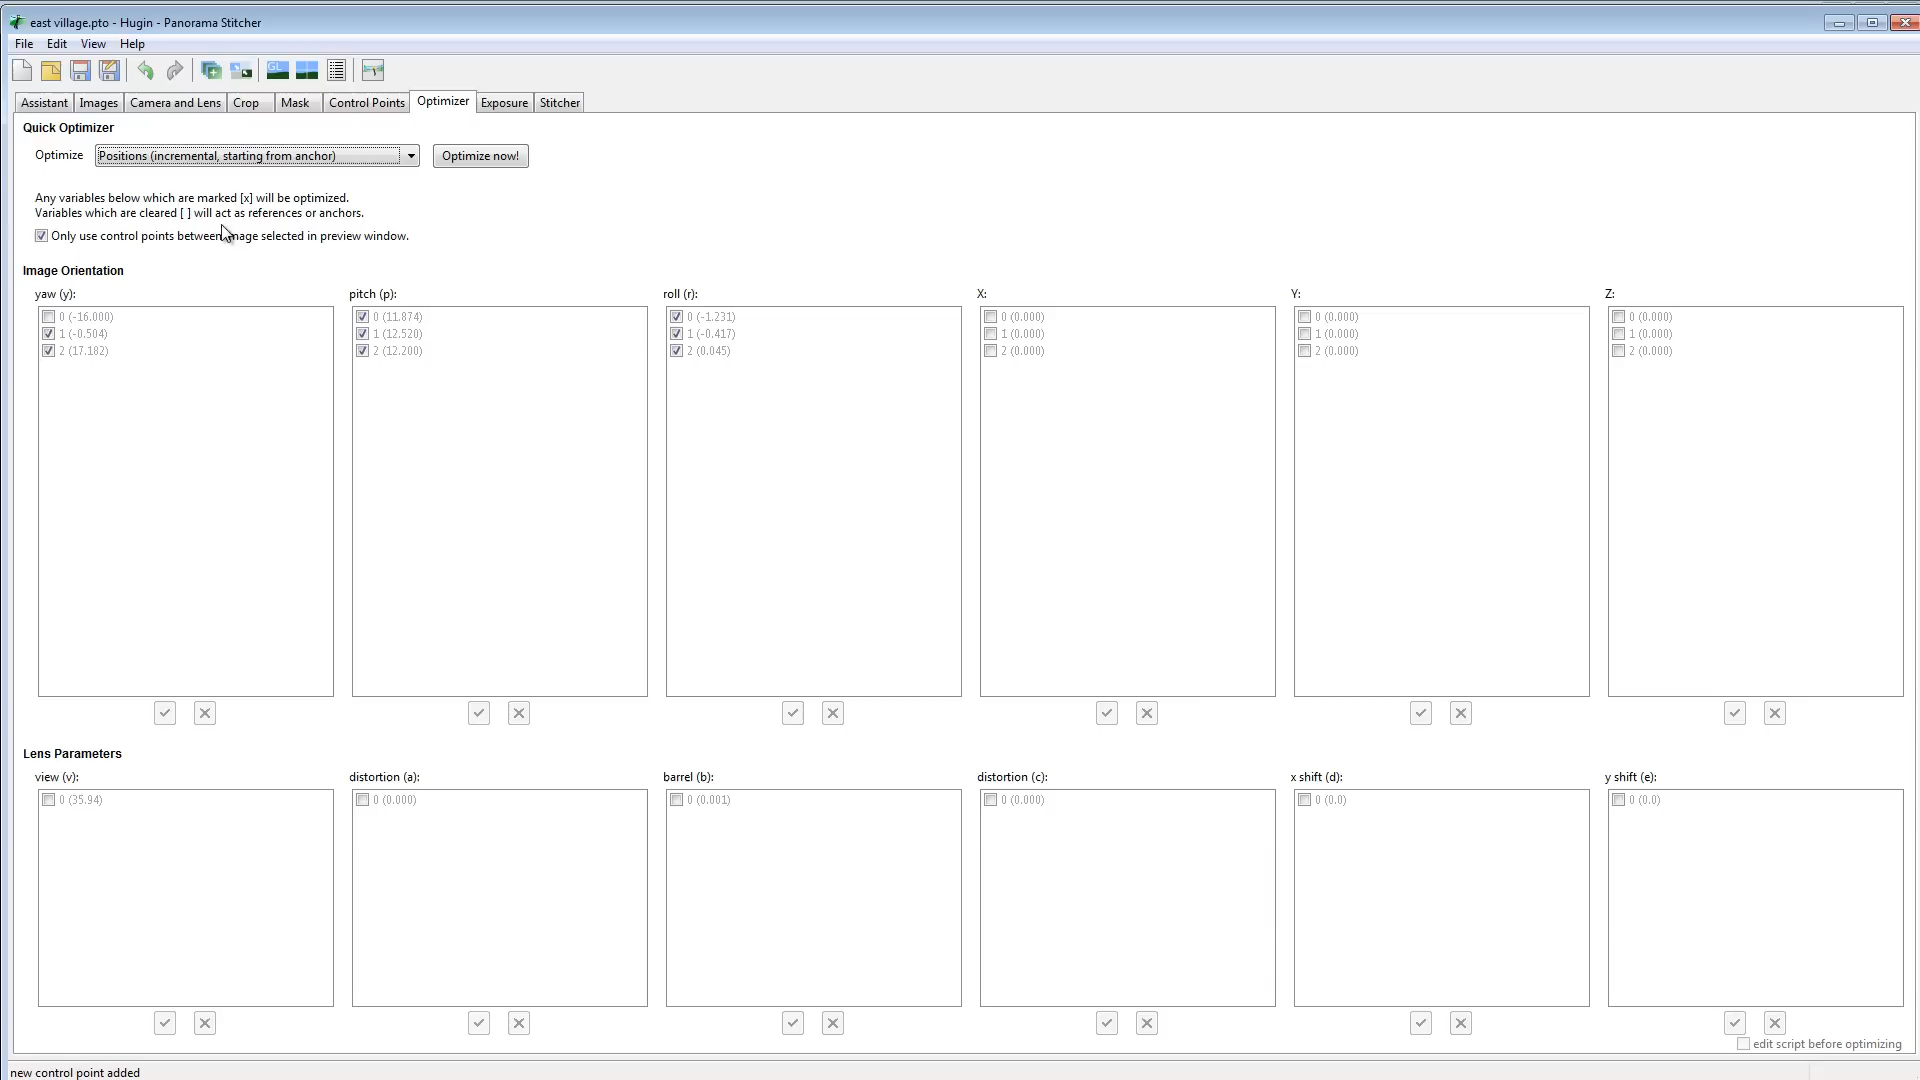 east village.pto - Hugin - Panorama Stitcher
File Edit View Help
GL
Assistant Images Camera and Lens Crop Mask Control Points Optimizer Exposure Stitcher
Quick Optimizer
Optimize Positions (incremental, starting from anchor) Optimize now!
Any variables below which are marked [x] will be optimized.
Variables which are cleared [ ] will act as references or anchors.
Only use control points between image selected in preview window.
Image Orientation
yaw (y): pitch (p): roll (r): X: Y: Z:
0 (-16.000) 0 (11.874) 0 (-1.231) 0 (0.000) 0 (0.000) 0 (0.000)
1 (-0.504) 1 (12.520) 1 (-0.417) 1 (0.000) 1 (0.000) 1 (0.000)
2 (17.182) 2 (12.200) 2 (0.045) 2 (0.000) 2 (0.000) 2 (0.000)
Lens Parameters
view (v): distortion (a): barrel (b): distortion (c): x shift (d): y shift (e):
0 (35.94) 0 (0.000) 0 (0.001) 0 (0.000) 0 (0.0) 0 (0.0)
edit script before optimizing
new control point added